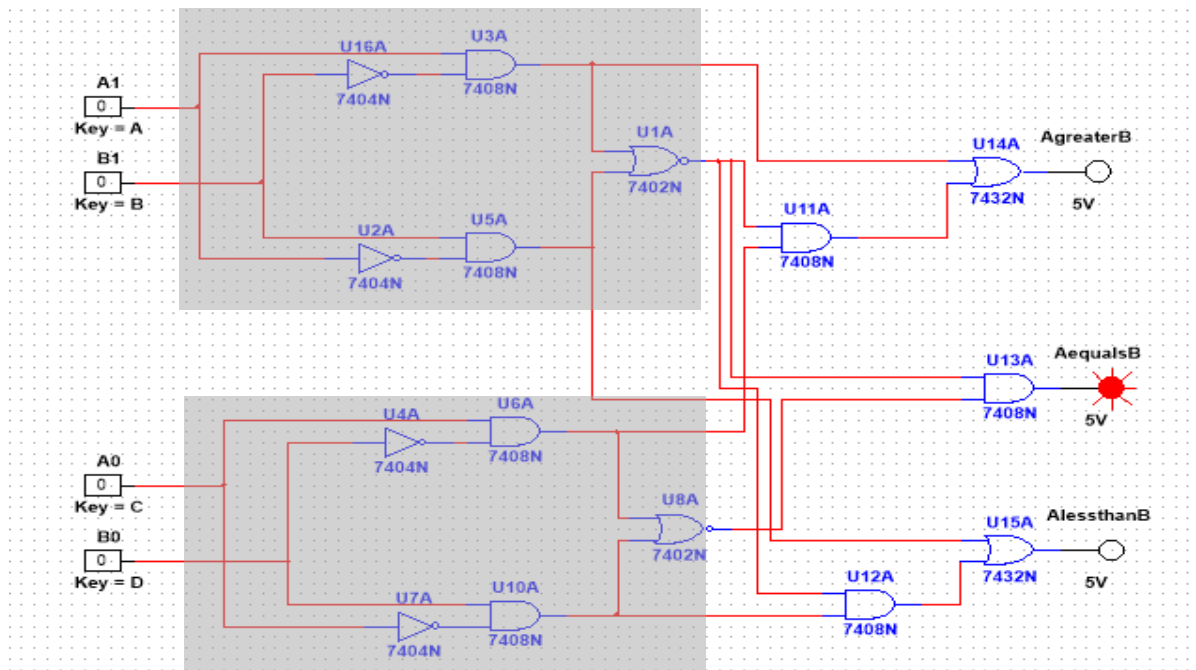 U16A
7404N
U3A
7408N
A1
0
Key = A
U1A
7402N
B1
0
Key = B
U2A
7404N
U5A
7408N
U14A
7432N
AgreaterB
5V
U11A
7408N
U13A
7408N
AequalsB
5V
U4A
7404N
U6A
7408N
A0
0
Key = C
U8A
7402N
B0
0
Key = D
U7A
7404N
U10A
7408N
U15A
7432N
AlessthanB
5V
U12A
7408N